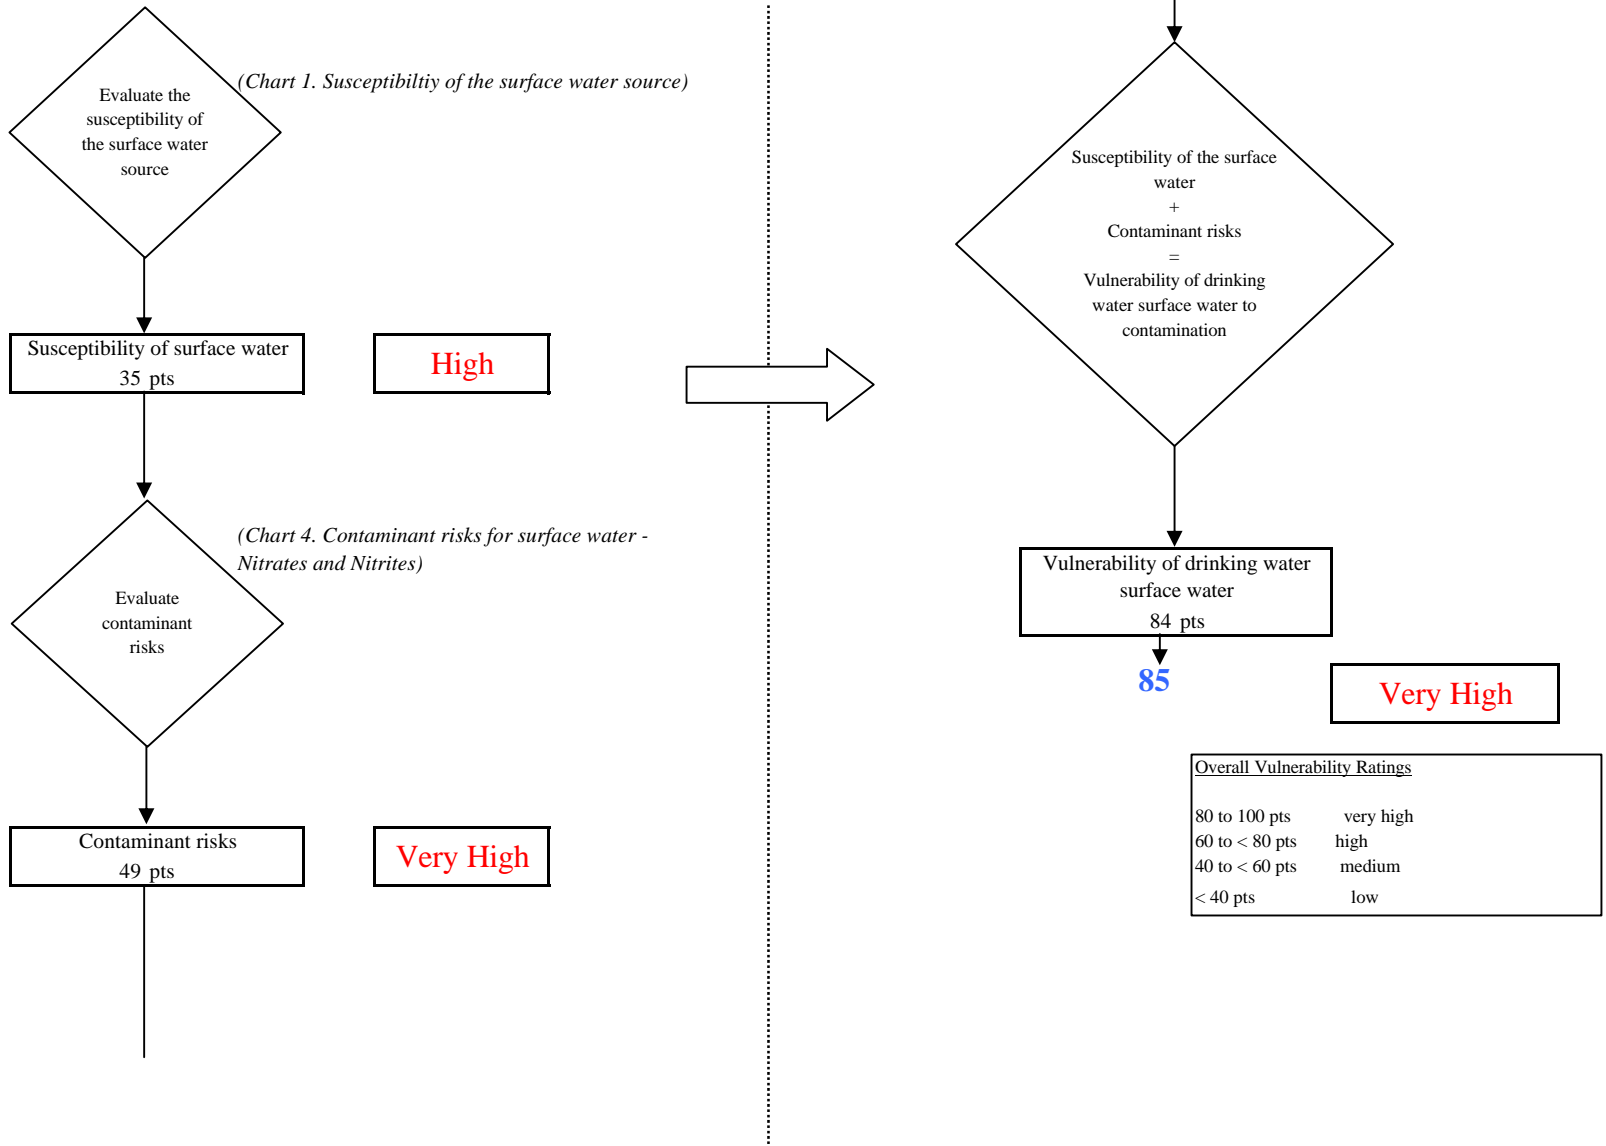 Evaluate the
susceptibility of
the surface water
source
(Chart 1. Susceptibiltiy of the surface water source)
Susceptibility of surface water
35 pts
High
(Chart 4. Contaminant risks for surface water -
Nitrates and Nitrites)
Evaluate
contaminant
risks
Contaminant risks
49 pts
Very High
Susceptibility of the surface
water
+
Contaminant risks
=
Vulnerability of drinking
water surface water to
contamination
Vulnerability of drinking water
surface water
84 pts
85
Very High
Overall Vulnerability Ratings
80 to 100 pts very high
60 to < 80 pts high
40 to < 60 pts medium
< 40 pts low